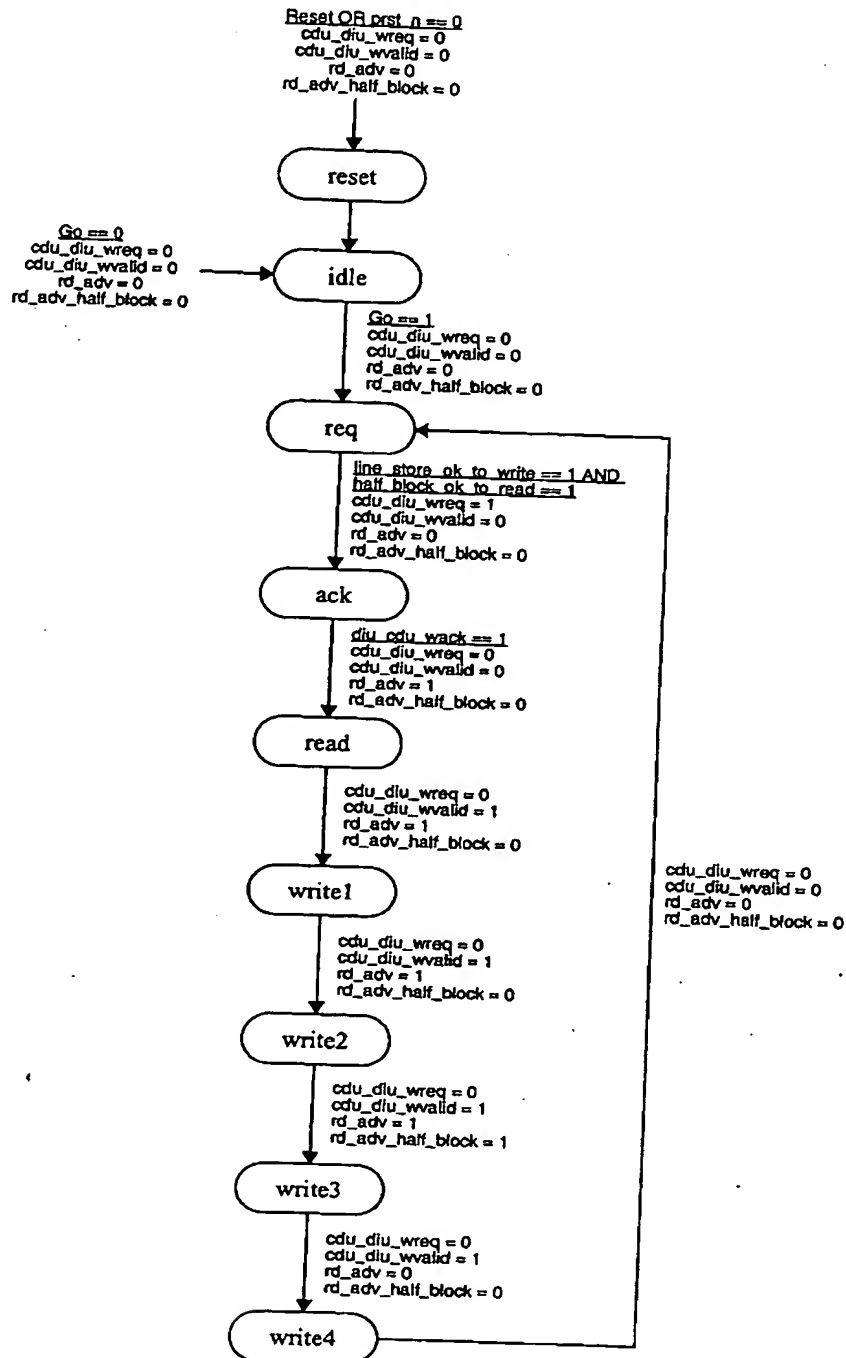 Reset OR prst_n == 0
cdu_diu_wreq = 0
cdu_diu_wvalid = 0
rd_adv = 0
rd_adv_half_block = 0
reset
Go == 0
cdu_diu_wreq = 0
cdu_diu_wvalid = 0
rd_adv = 0
rd_adv_half_block = 0
idle
Go == 1
cdu_diu_wreq = 0
cdu_diu_wvalid = 0
rd_adv = 0
rd_adv_half_block = 0
req
line_store_ok_to_write == 1 AND
half_block_ok_to_read == 1
cdu_diu_wreq = 1
cdu_diu_wvalid = 0
rd_adv = 0
rd_adv_half_block = 0
ack
diu_cdu_wack == 1
cdu_diu_wreq = 0
cdu_diu_wvalid = 0
rd_adv = 1
rd_adv_half_block = 0
read
cdu_diu_wreq = 0
cdu_diu_wvalid = 1
rd_adv = 1
rd_adv_half_block = 0
write1
cdu_diu_wreq = 0
cdu_diu_wvalid = 0
rd_adv = 0
rd_adv_half_block = 0
cdu_diu_wreq = 0
cdu_diu_wvalid = 1
rd_adv = 1
rd_adv_half_block = 0
write2
cdu_diu_wreq = 0
cdu_diu_wvalid = 1
rd_adv = 1
rd_adv_half_block = 1
write3
cdu_diu_wreq = 0
cdu_diu_wvalid = 1
rd_adv = 0
rd_adv_half_block = 0
write4